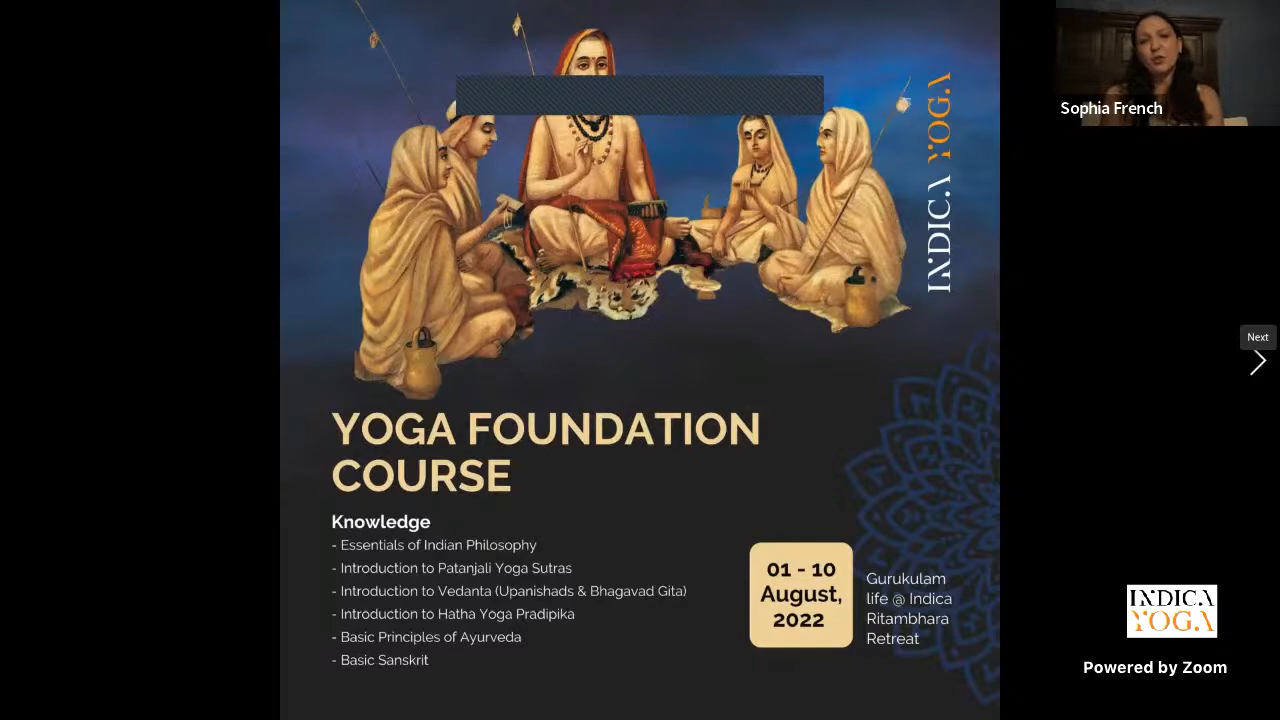 Sophia French
INDICA YOGA
Next
YOGA FOUNDATION
COURSE
Knowledge
- Essentials of Indian Philosophy
- Introduction to Patanjali Yoga Sutras
- Introduction to Vedanta (Upanishads & Bhagavad Gita)
- Introduction to Hatha Yoga Pradipika
- Basic Principles of Ayurveda
- Basic Sanskrit
01 - 10
August,
2022
Gurukulam
life @ Indica
Ritambhara
Retreat
INDICA
YOGA
Powered by Zoom